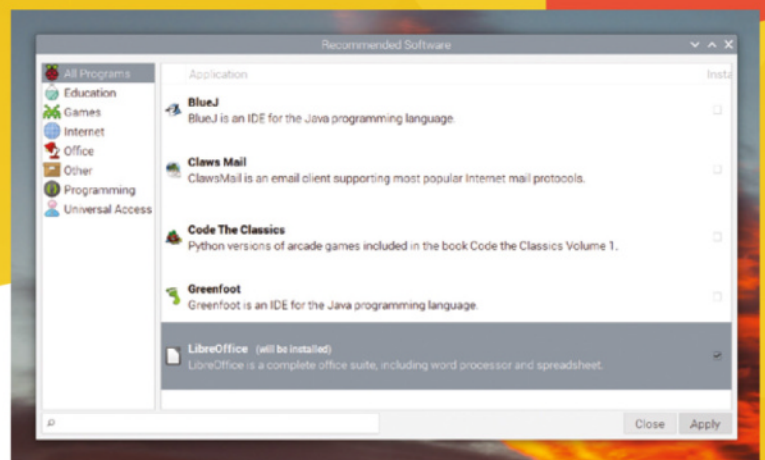 Recommended Software
All Programs
Education
Games
Internet
Office
Other
Programming
Universal Access
Application
Insta
BlueJ
BlueJ is an IDE for the Java programming language.
Claws Mail
ClawsMail is an email client supporting most popular Internet mail protocols.
Code The Classics
Python versions of arcade games included in the book Code the Classics Volume 1.
Greenfoot
Greenfoot is an IDE for the Java programming language.
LibreOffice (will be installed)
LibreOffice is a complete office suite, including word processor and spreadsheet.
Close Apply